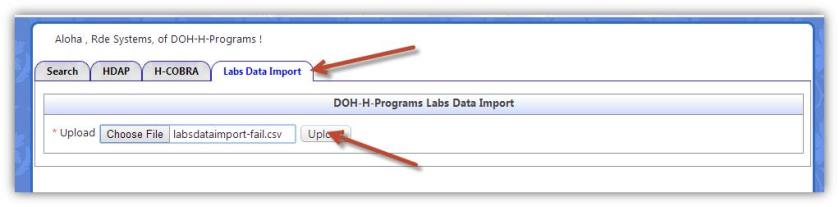 Aloha , Rde Systems, of DOH-H-Programs !
Search HDAP H-COBRA Labs Data Import
DOH-H-Programs Labs Data Import
* Upload Choose File labsdataimport-fail.csv Upload